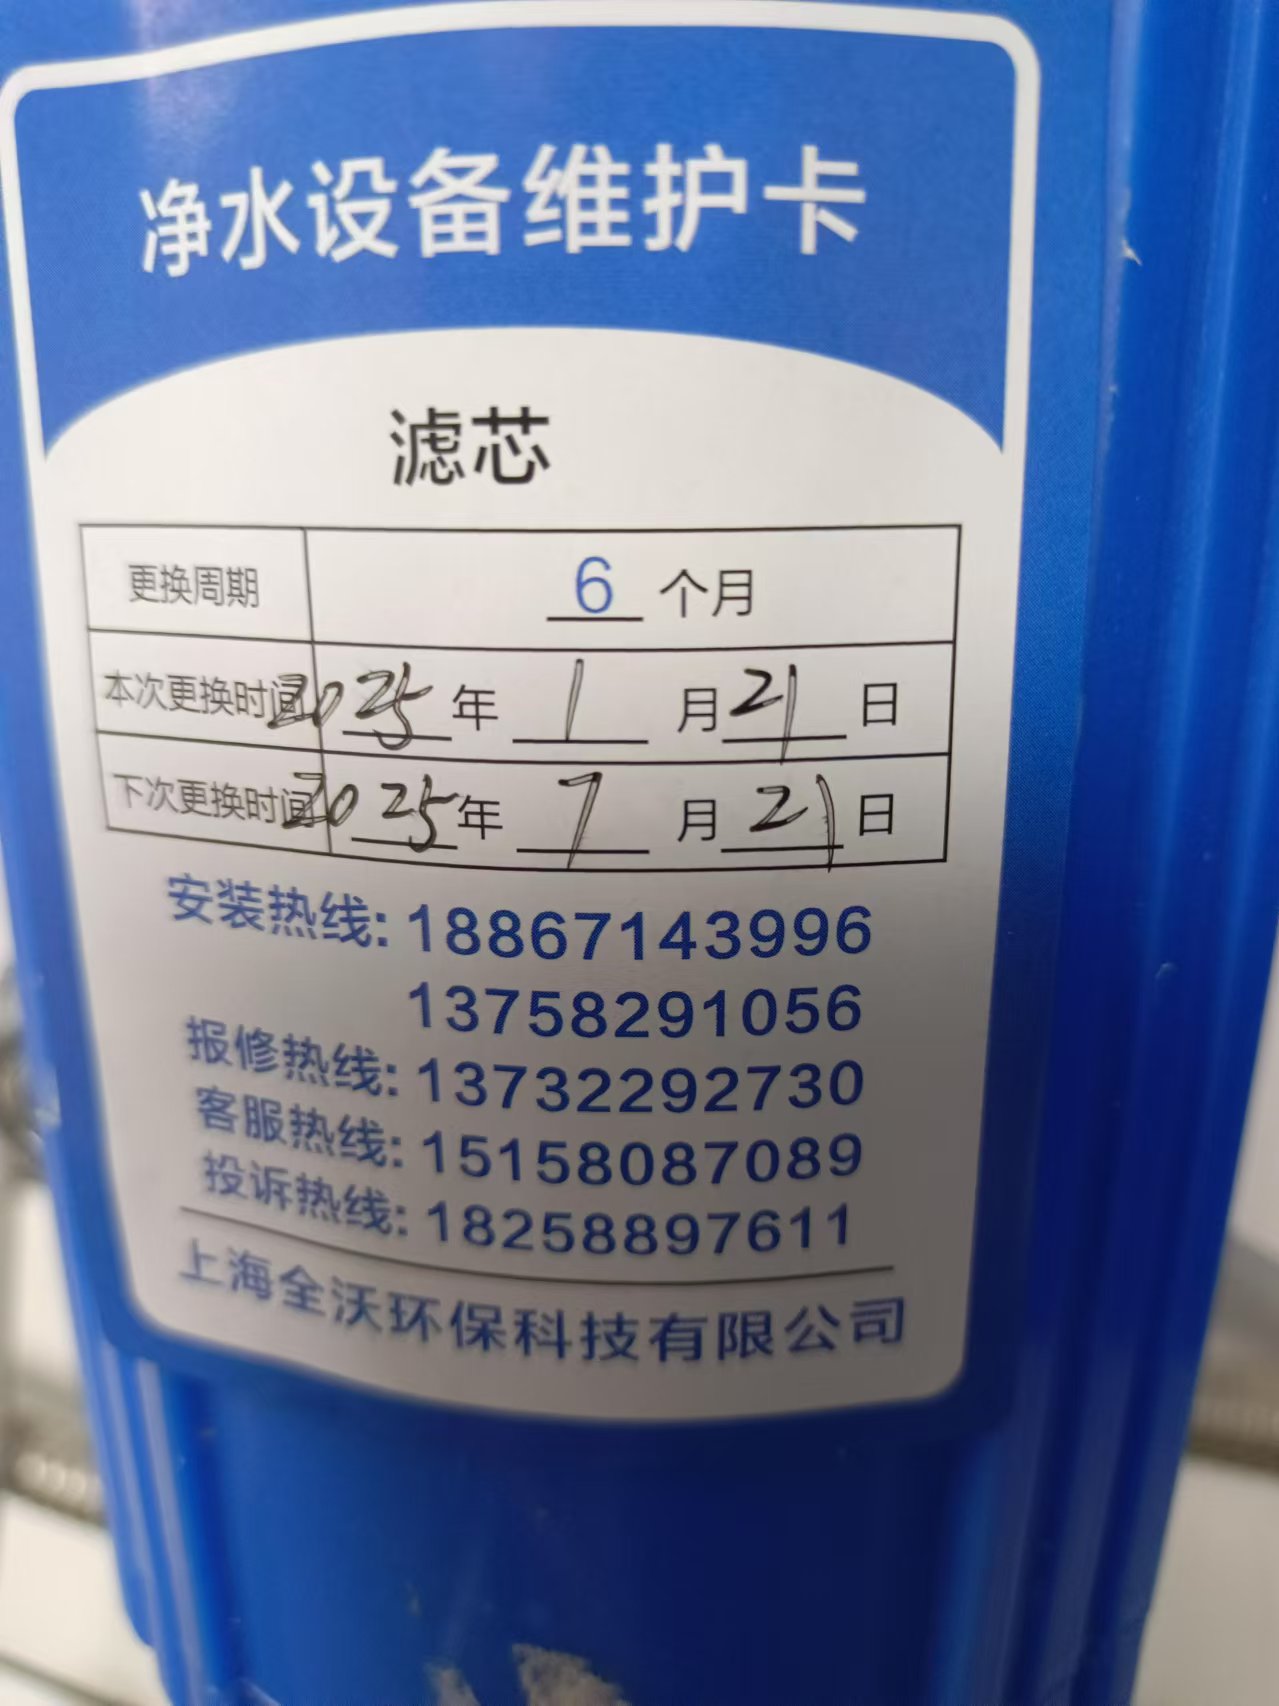 净水设备维护卡
滤芯
更换周期 6 个月
本次更换时间 2025 年 1 月 21 日
下次更换时间 2025 年 7 月 21 日
安装热线: 18867143996
13758291056
报修热线: 13732292730
客服热线: 15158087089
投诉热线: 18258897611
上海全沃环保科技有限公司